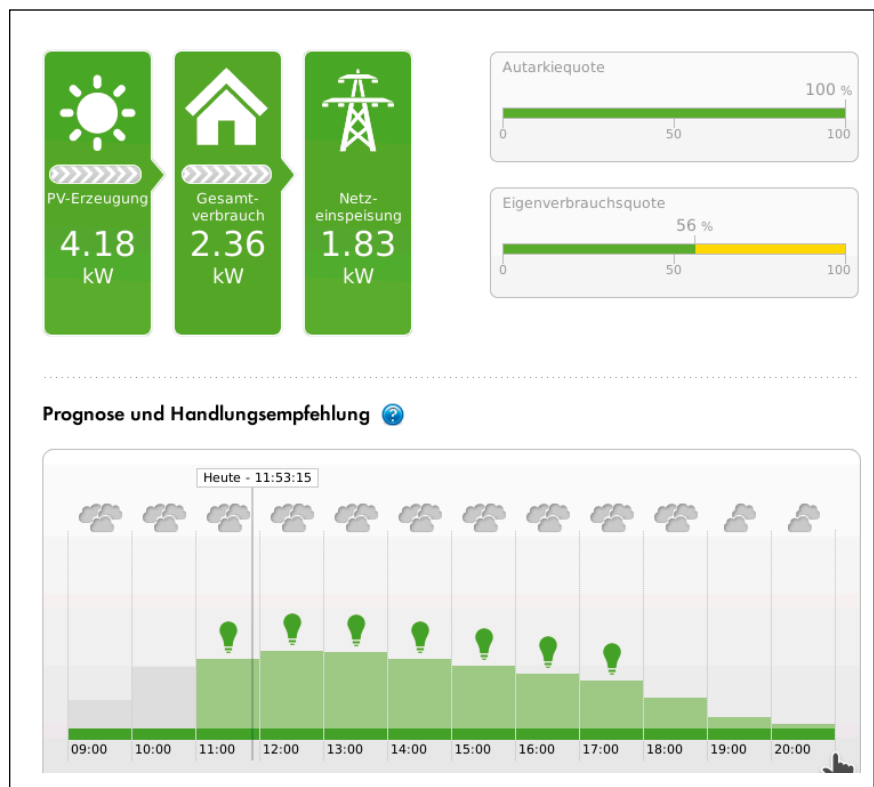 PV-Erzeugung
4.18
kW
Gesamt-
verbrauch
2.36
kW
Netz-
einspeisung
1.83
kW
Autarkiequote
100 %
0 50 100
Eigenverbrauchsquote
56 %
0 50 100
Prognose und Handlungsempfehlung ?
Heute - 11:53:15
09:00 10:00 11:00 12:00 13:00 14:00 15:00 16:00 17:00 18:00 19:00 20:00